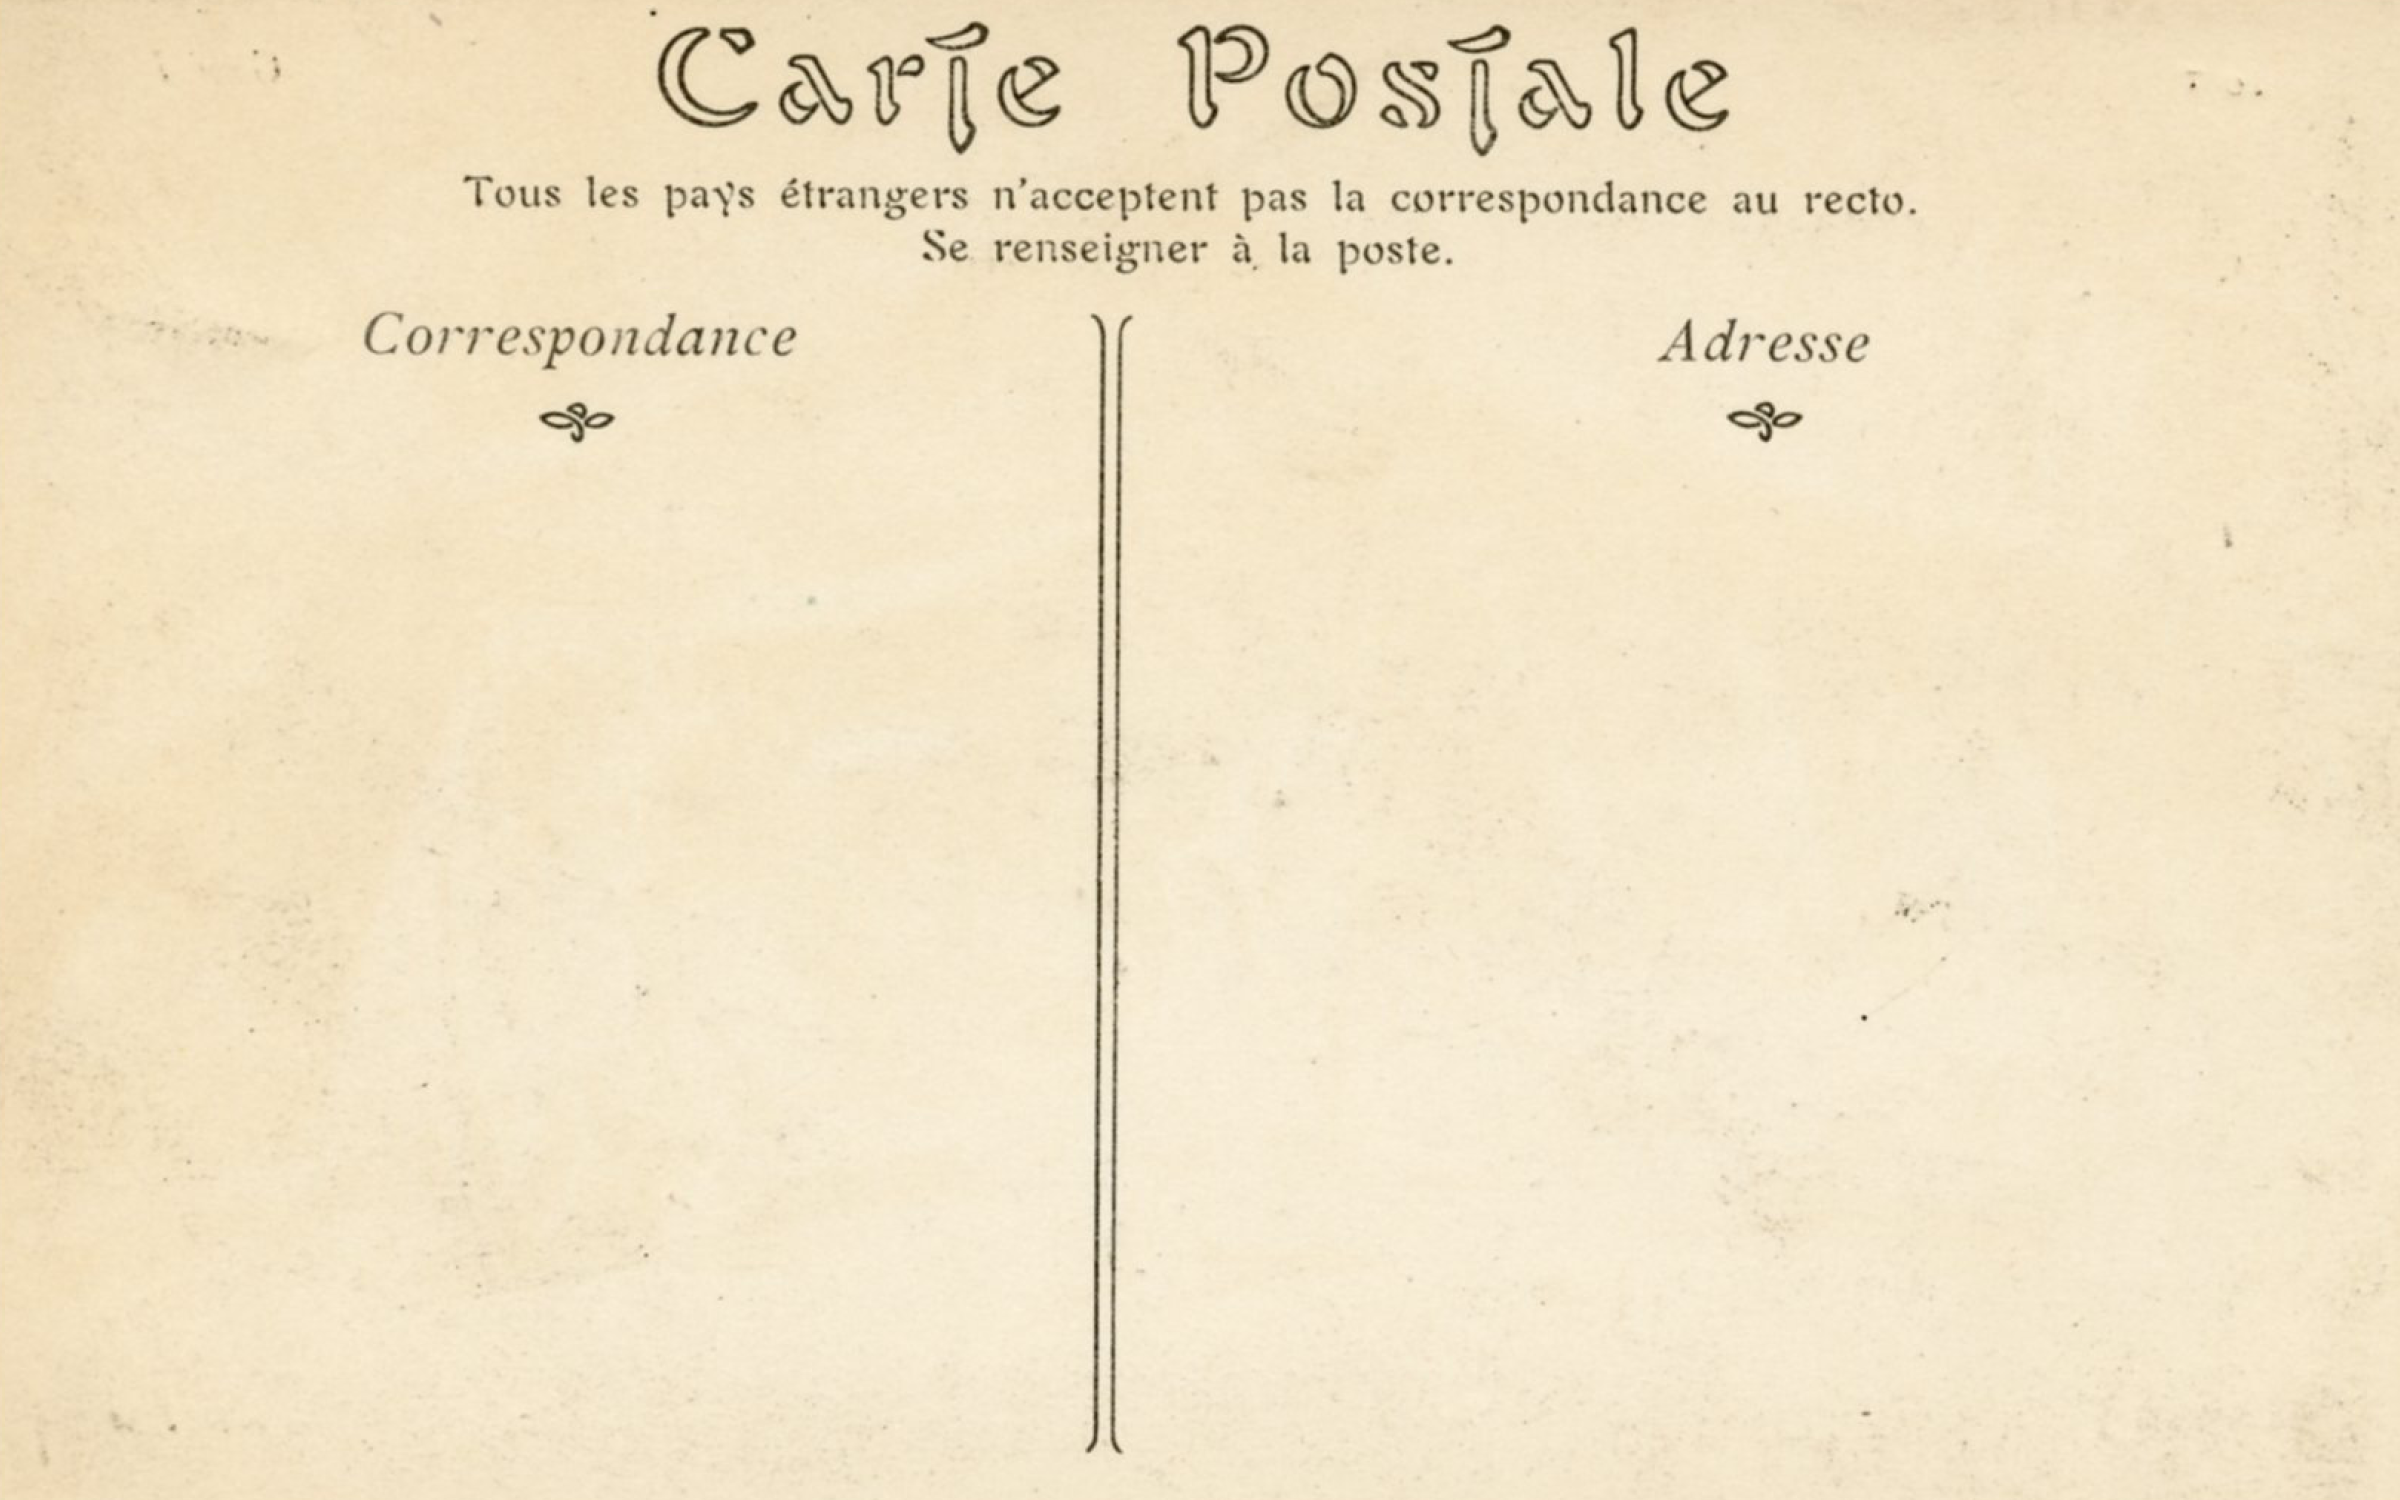 Carte Postale
Tous les pays étrangers n'acceptent pas la correspondance au recto.
Se renseigner à la poste.
Correspondance
Adresse